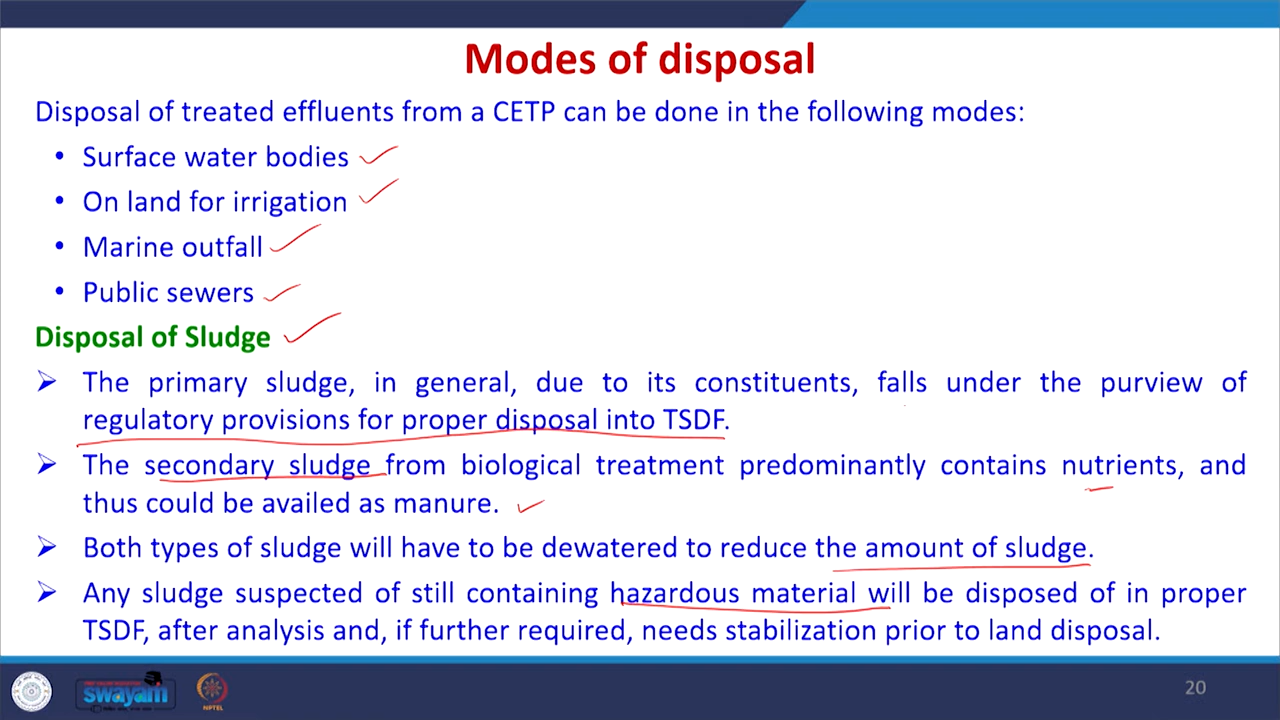 Modes of disposal
Disposal of treated effluents from a CETP can be done in the following modes:
• Surface water bodies
• On land for irrigation
• Marine outfall
• Public sewers
Disposal of Sludge
➢ The primary sludge, in general, due to its constituents, falls under the purview of
regulatory provisions for proper disposal into TSDF.
➢ The secondary sludge from biological treatment predominantly contains nutrients, and
thus could be availed as manure.
➢ Both types of sludge will have to be dewatered to reduce the amount of sludge.
➢ Any sludge suspected of still containing hazardous material will be disposed of in proper
TSDF, after analysis and, if further required, needs stabilization prior to land disposal.
swayam
NPTEL
20